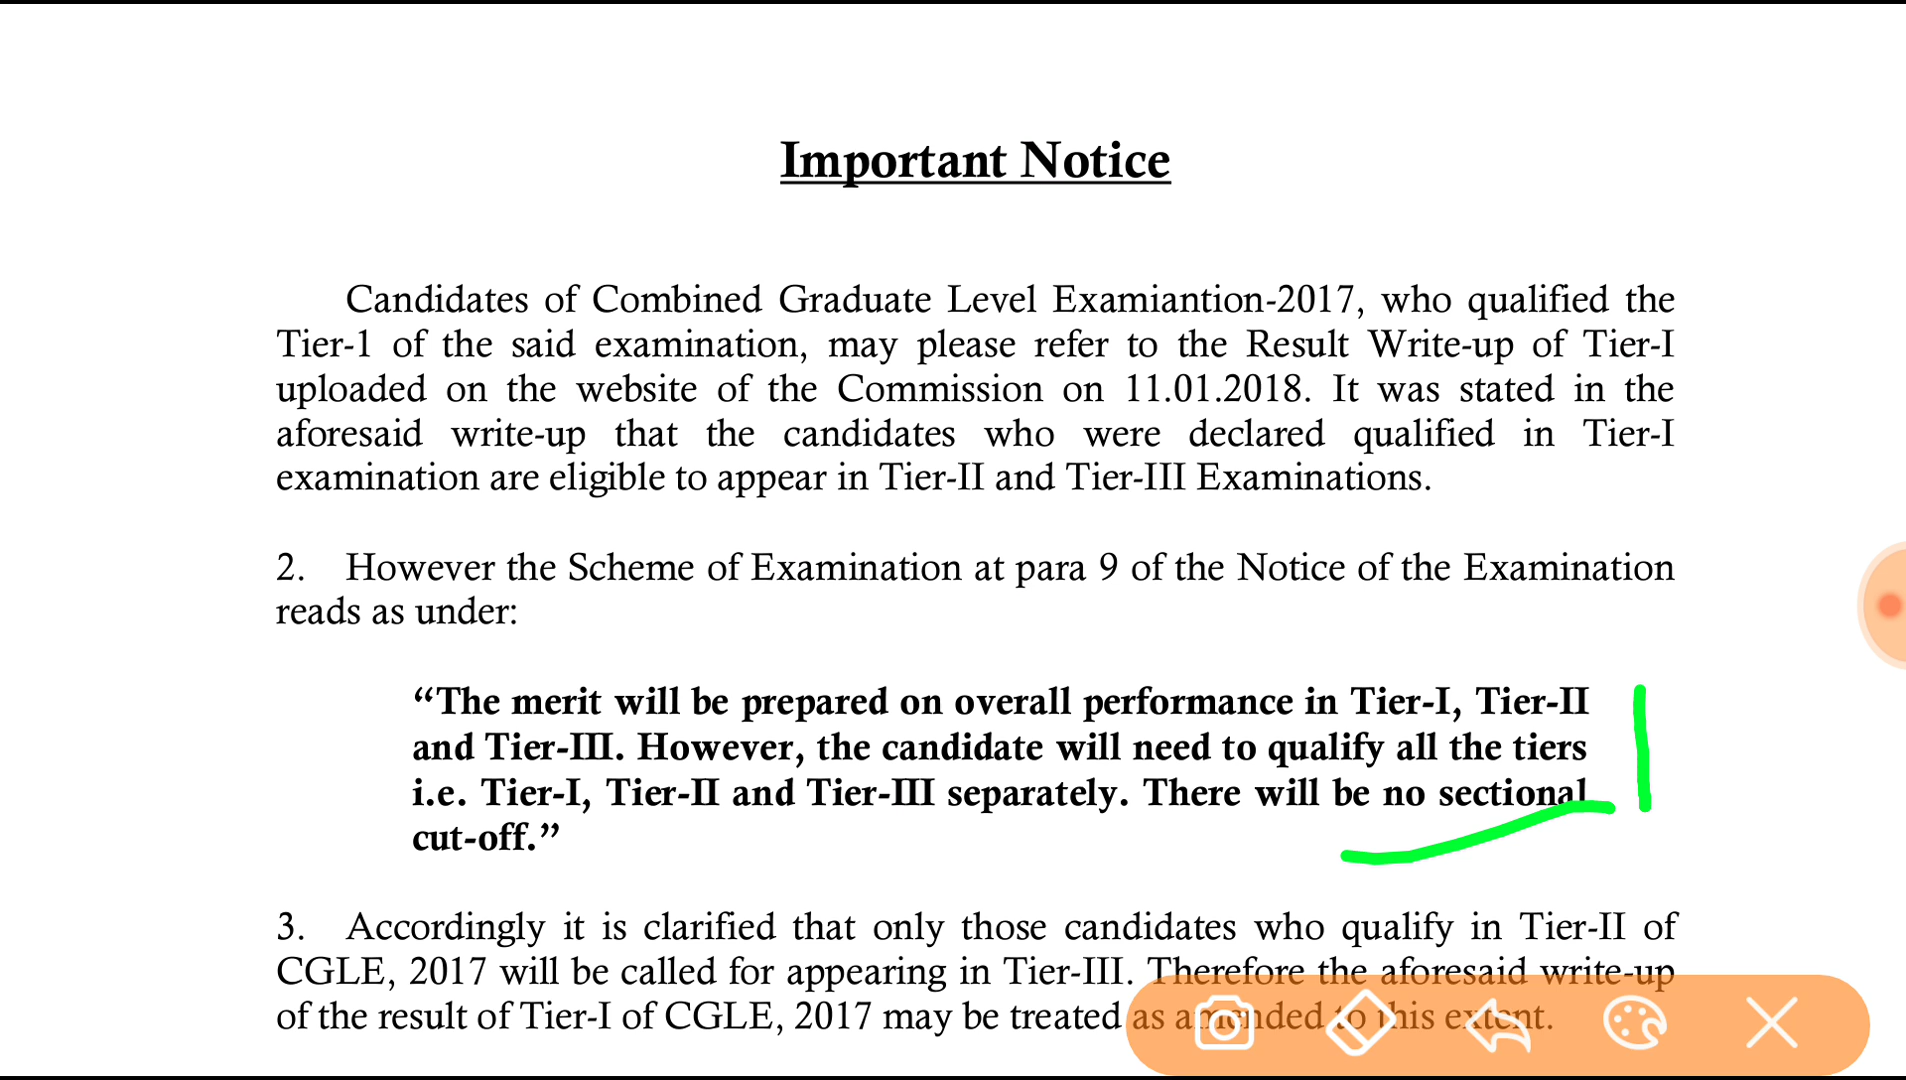 Important Notice
Candidates of Combined Graduate Level Examiantion-2017, who qualified the
Tier-1 of the said examination, may please refer to the Result Write-up of Tier-I
uploaded on the website of the Commission on 11.01.2018. It was stated in the
aforesaid write-up that the candidates who were declared qualified in Tier-I
examination are eligible to appear in Tier-II and Tier-III Examinations.
2. However the Scheme of Examination at para 9 of the Notice of the Examination
reads as under:
“The merit will be prepared on overall performance in Tier-I, Tier-II
and Tier-III. However, the candidate will need to qualify all the tiers
i.e. Tier-I, Tier-II and Tier-III separately. There will be no sectional
cut-off.”
3. Accordingly it is clarified that only those candidates who qualify in Tier-II of
CGLE, 2017 will be called for appearing in Tier-III. Therefore the aforesaid write-up
of the result of Tier-I of CGLE, 2017 may be treated as amended to this extent.